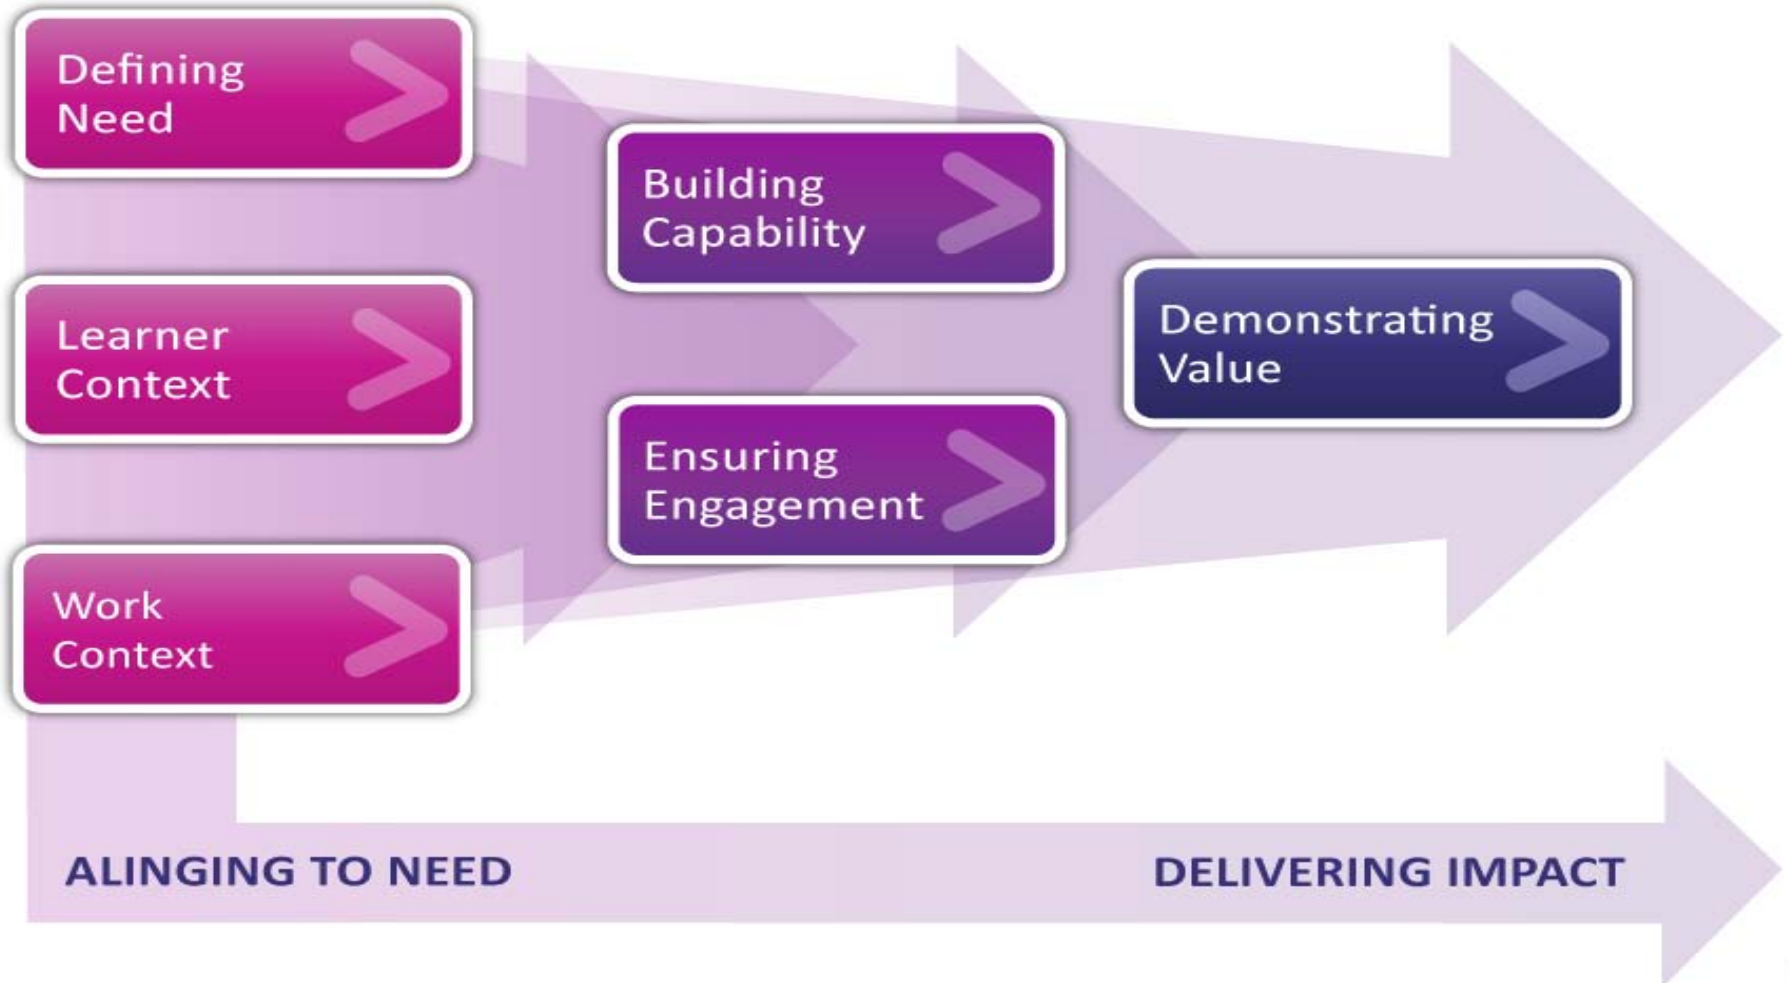 Defining
Need
Learner
Context
Work
Context
Building
Capability
Ensuring
Engagement
Demonstrating
Value
ALINGING TO NEED
DELIVERING IMPACT